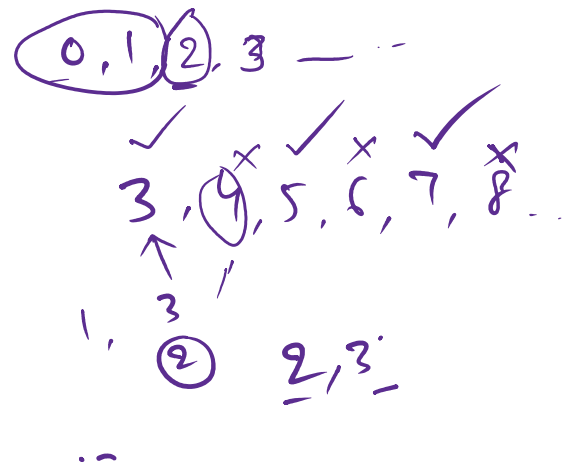 0, 1, 2, 3 — --
3, 4, 5, 6, 7, 8 ...
3
1,
2 2, 3